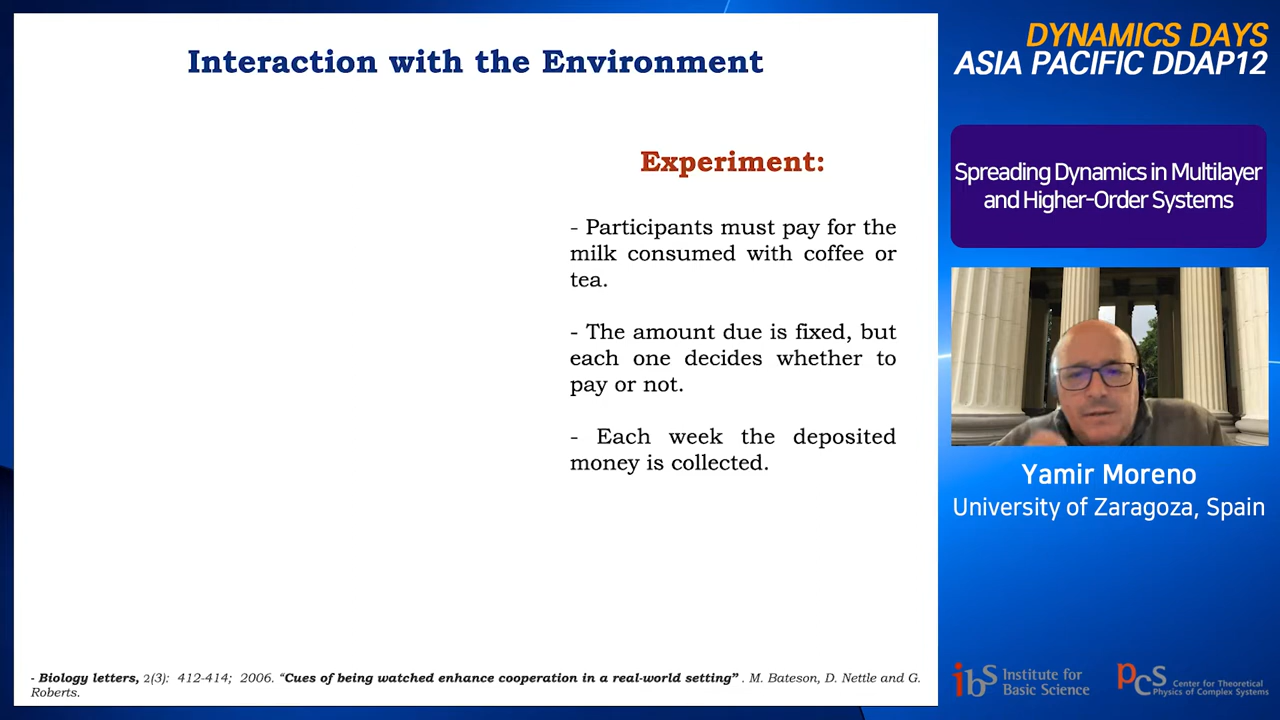 Interaction with the Environment
Experiment:
- Participants must pay for the
milk consumed with coffee or
tea.
- The amount due is fixed, but
each one decides whether to
pay or not.
- Each week the deposited
money is collected.
- Biology letters, 2(3): 412-414; 2006. “Cues of being watched enhance cooperation in a real-world setting” . M. Bateson, D. Nettle and G.
Roberts.
DYNAMICS DAYS
ASIA PACIFIC DDAP12
Spreading Dynamics in Multilayer
and Higher-Order Systems
Yamir Moreno
University of Zaragoza, Spain
ibS Institute for
Basic Science
PCS Center for Theoretical
Physics of Complex Systems